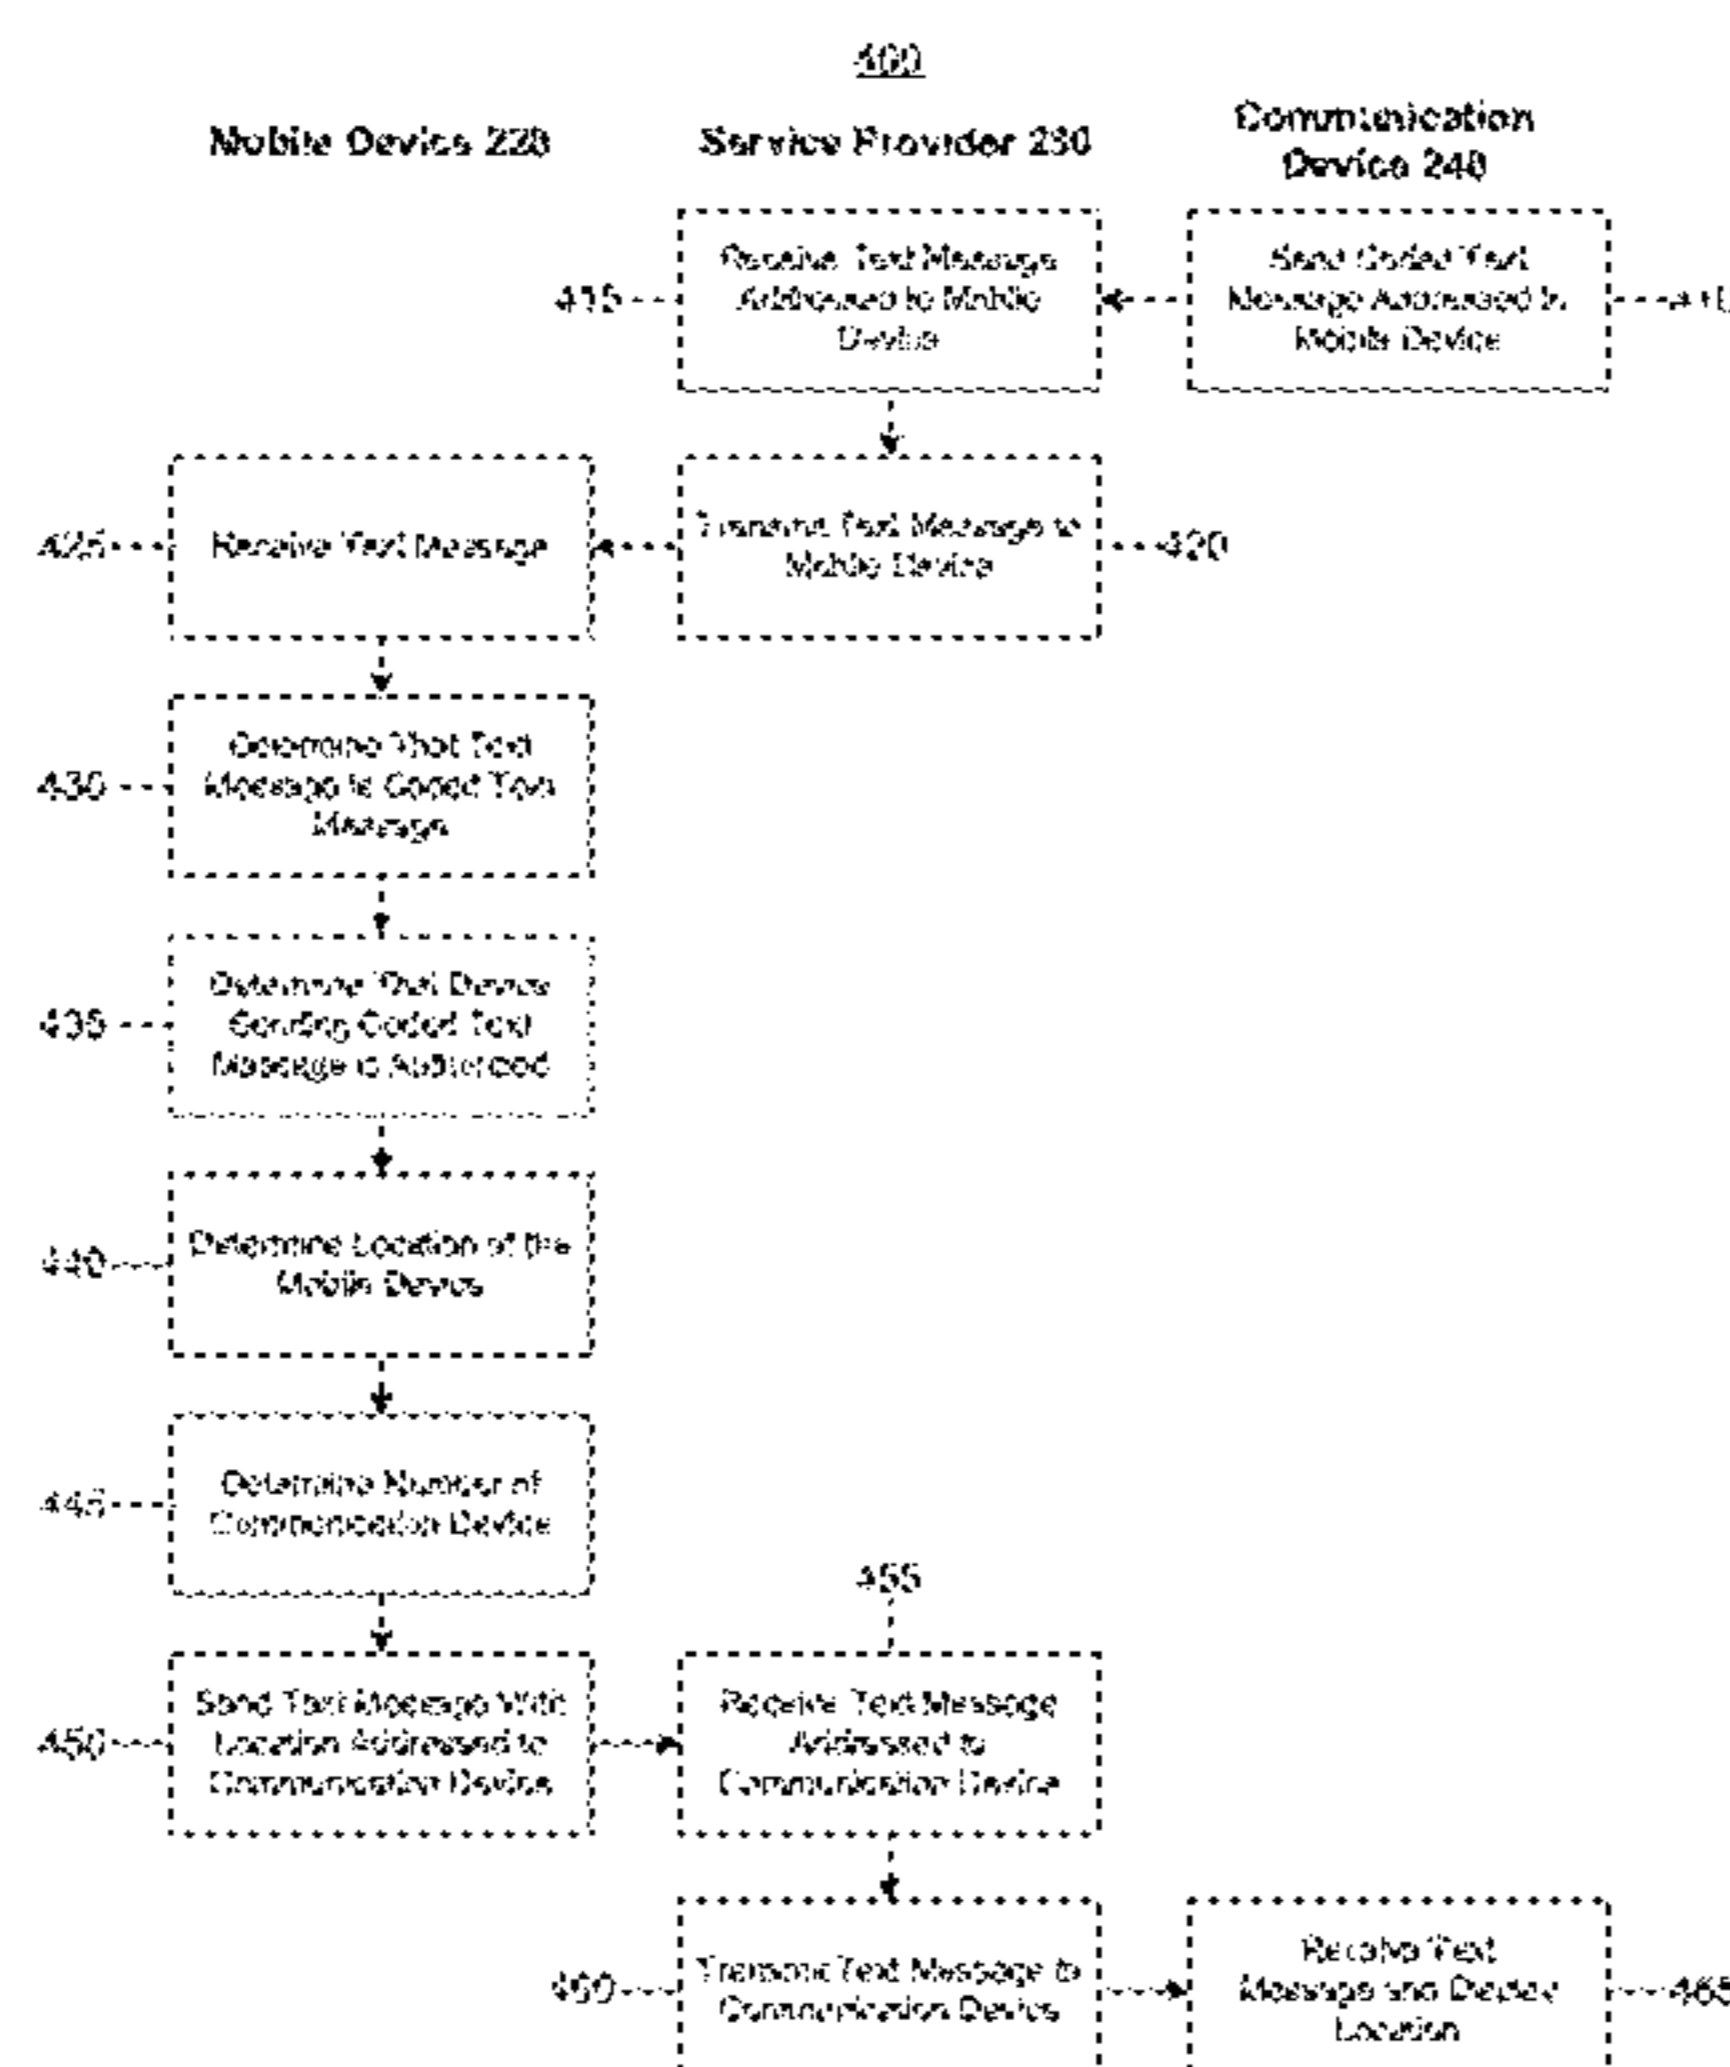 400
Mobile Device 220
Service Provider 230
Communication
Device 240
Receive Text Message
Addressed to Mobile
Device
415
Send Coded Text
Message Addressed to
Mobile Device
410
425
Receive Text Message
Transmit Text Message to
Mobile Device
420
430
Determine That Text
Message is Coded Text
Message
435
Determine That Device
Sending Coded Text
Message is Authorized
440
Determine Location of the
Mobile Device
445
Determine Number of
Communication Device
455
450
Send Text Message With
Location Addressed to
Communication Device
Receive Text Message
Addressed to
Communication Device
460
Transmit Text Message to
Communication Device
Receive Text
Message and Display
Location
465